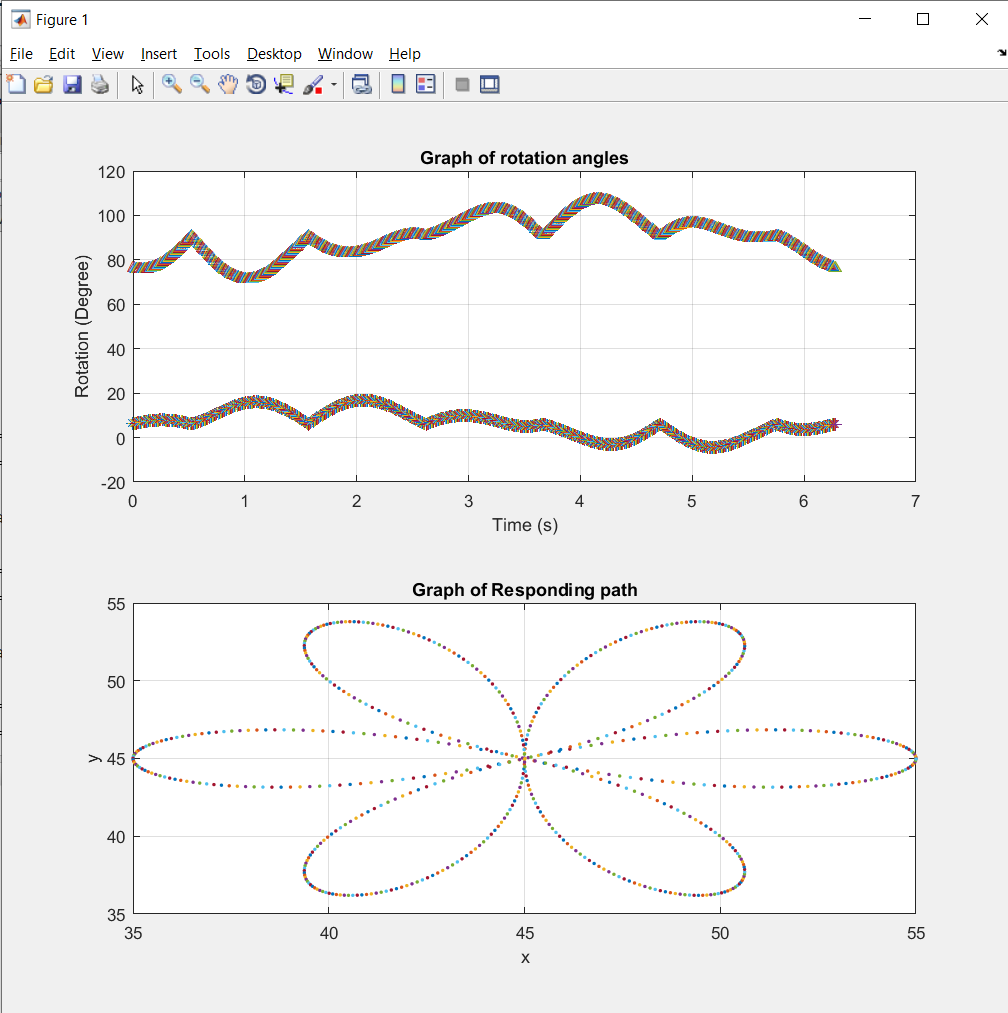 Figure 1
File Edit View Insert Tools Desktop Window Help
Graph of rotation angles
120
100
80
60
40
20
0
-20
Rotation (Degree)
0 1 2 3 4 5 6 7
Time (s)
Graph of Responding path
55
50
45
40
35
y
35 40 45 50 55
x